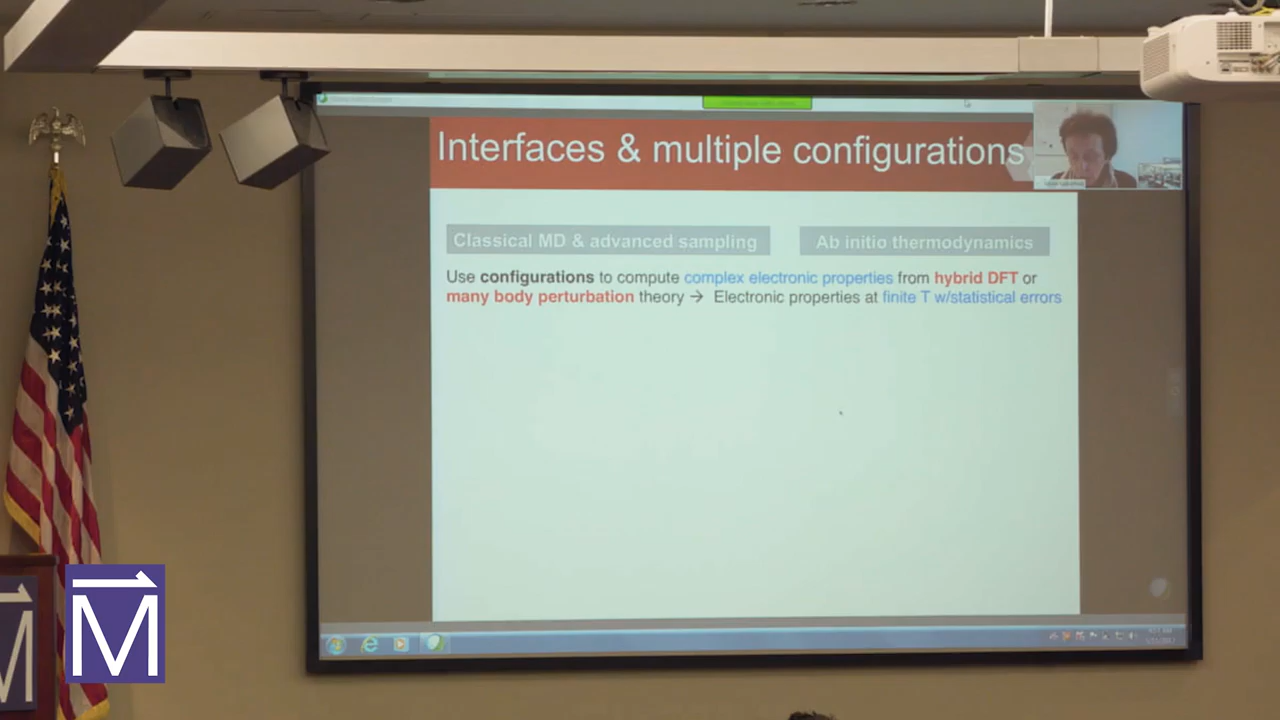 Interfaces & multiple configurations
Classical MD & advanced sampling
Ab initio thermodynamics
Use configurations to compute complex electronic properties from hybrid DFT or
many body perturbation theory → Electronic properties at finite T w/statistical errors
M
M